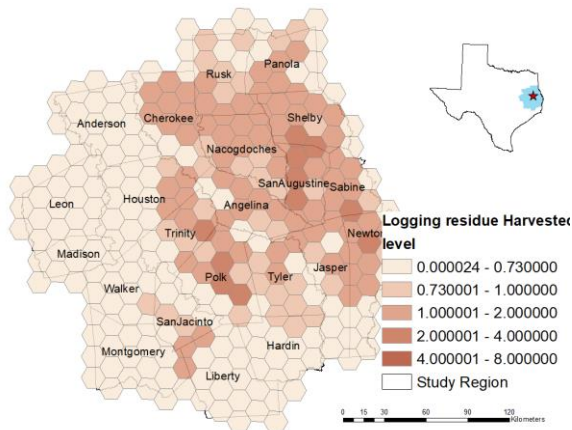 Panola
Rusk
Anderson
Cherokee
Shelby
Nacogdoches
SanAugustine
Sabine
Leon
Houston
Angelina
Trinity
Newton
Madison
Polk
Tyler
Jasper
Walker
SanJacinto
Montgomery
Hardin
Liberty
Logging residue Harvested
level
0.000024 - 0.730000
0.730001 - 1.000000
1.000001 - 2.000000
2.000001 - 4.000000
4.000001 - 8.000000
Study Region
0 15 30 60 90 120
Kilometers